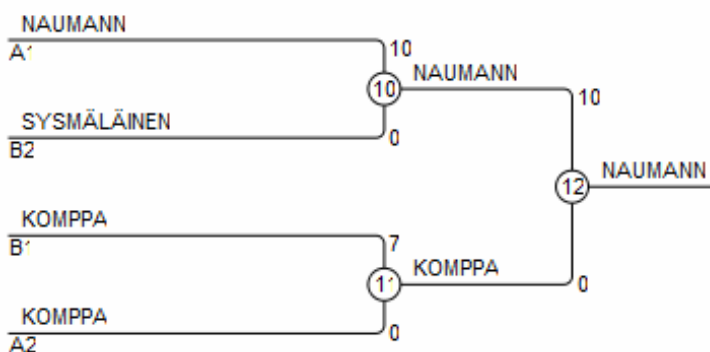 NAUMANN
A1
10
10 NAUMANN
10
SYSMÄLÄINEN
B2
0
12 NAUMANN
KOMPPA
B1
7
11 KOMPPA
0
KOMPPA
A2
0